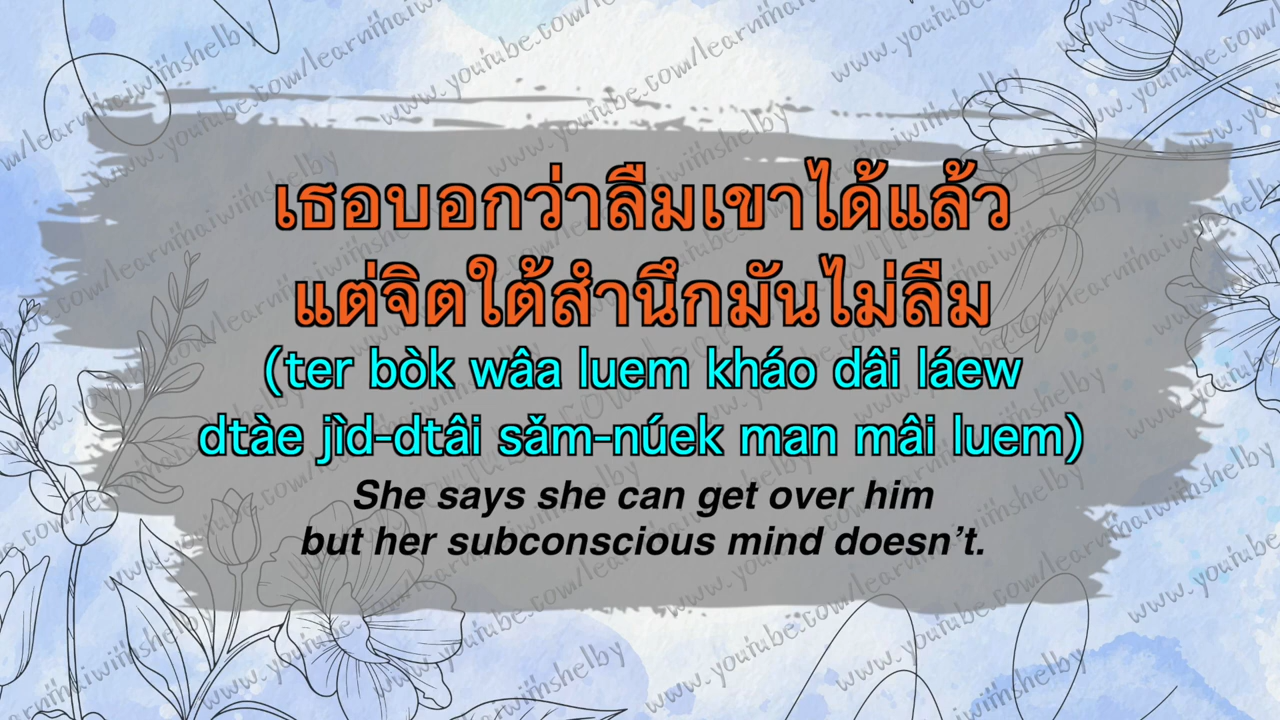 เธอบอกว่าลืมเขาได้แล้ว
แต่จิตใต้สำนึกมันไม่ลืม
(ter bòk wâa luem kháo dâi láew
dtàe jìd-dtâi sǎm-núek man mâi luem)
She says she can get over him
but her subconscious mind doesn't.
www.youtube.com/learnthaiwithshelby